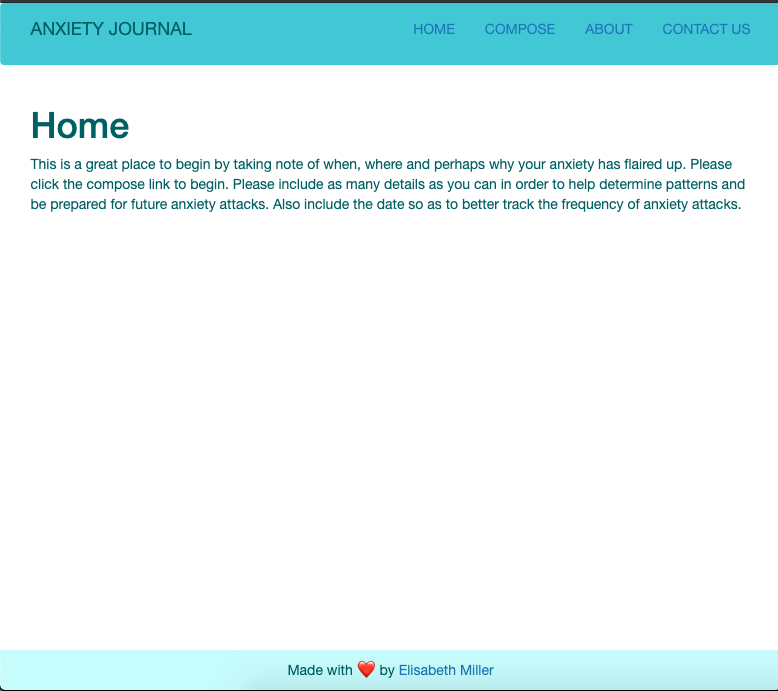 ANXIETY JOURNAL HOME COMPOSE ABOUT CONTACT US
Home
This is a great place to begin by taking note of when, where and perhaps why your anxiety has flaired up. Please
click the compose link to begin. Please include as many details as you can in order to help determine patterns and
be prepared for future anxiety attacks. Also include the date so as to better track the frequency of anxiety attacks.
Made with ❤️ by Elisabeth Miller